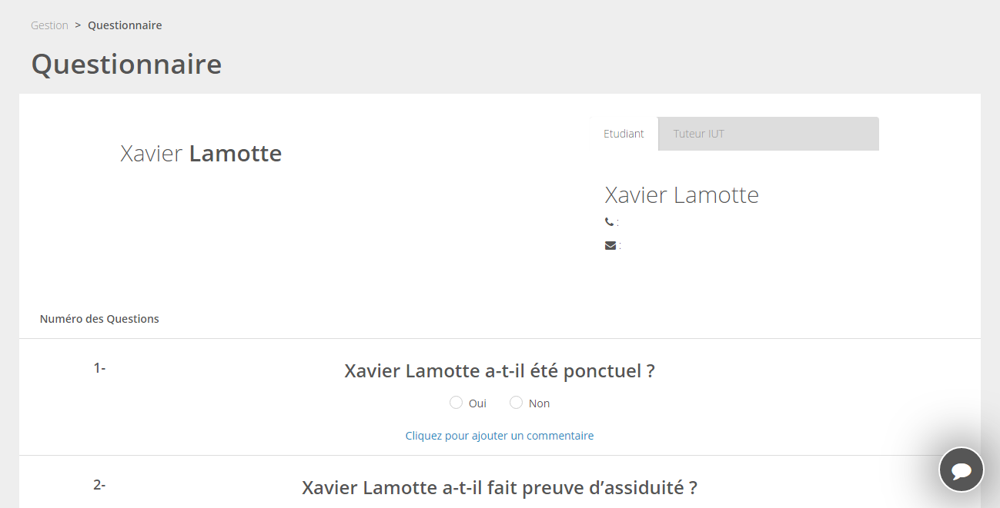 Gestion > Questionnaire
Questionnaire
Etudiant Tuteur IUT
Xavier Lamotte
Xavier Lamotte
:
:
Numéro des Questions
1- Xavier Lamotte a-t-il été ponctuel ?
Oui Non
Cliquez pour ajouter un commentaire
2- Xavier Lamotte a-t-il fait preuve d’assiduité ?